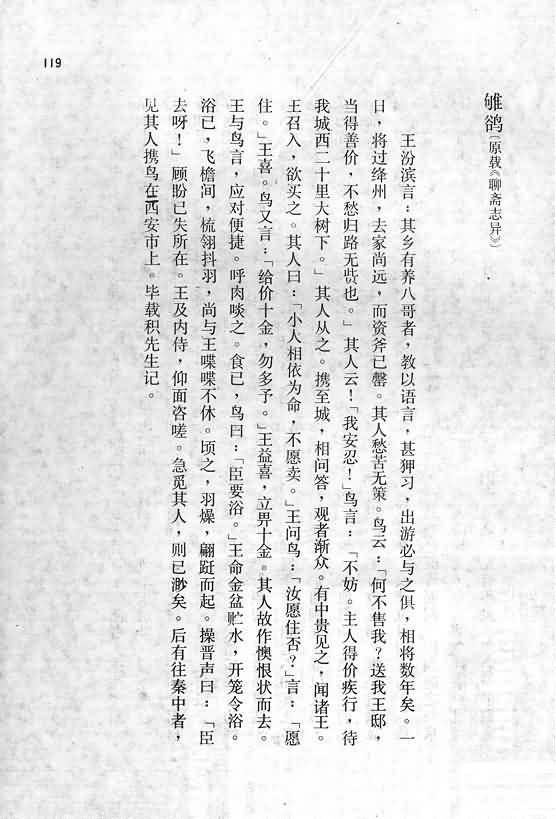 119
雊鹆〔原载《聊斋志异》〕
王汾滨言:其乡有养八哥者,教以语言,甚狎习,出游必与之俱,相将数年矣。一
日,将过绛州,去家尚远,而资斧已罄。其人愁苦无策。鸟云:「何不售我?送我王邸,
当得善价,不愁归路无赀也。」其人云!「我安忍!」鸟言:「不妨。主人得价疾行,待
我城西二十里大树下。」其人从之。携至城,相问答,观者渐众。有中贵见之,闻诸王。
王召入,欲买之。其人曰:「小人相依为命,不愿卖。」王问鸟:「汝愿住否?」言:「愿
住。」王喜。鸟又言:「给价十金,勿多予。」王益喜,立畀十金。其人故作懊恨状而去。
王与鸟言,应对便捷。呼肉啖之。食已,鸟曰:「臣要浴。」王命金盆贮水,开笼令浴。
浴已,飞檐间,梳翎抖羽,尚与王喋喋不休。顷之,羽燥,翩跹而起。操晋声曰:「臣
去呀!」顾盼已失所在。王及内侍,仰面咨嗟。急觅其人,则已渺矣。后有往秦中者,
见其人携鸟在西安市上。毕载积先生记。